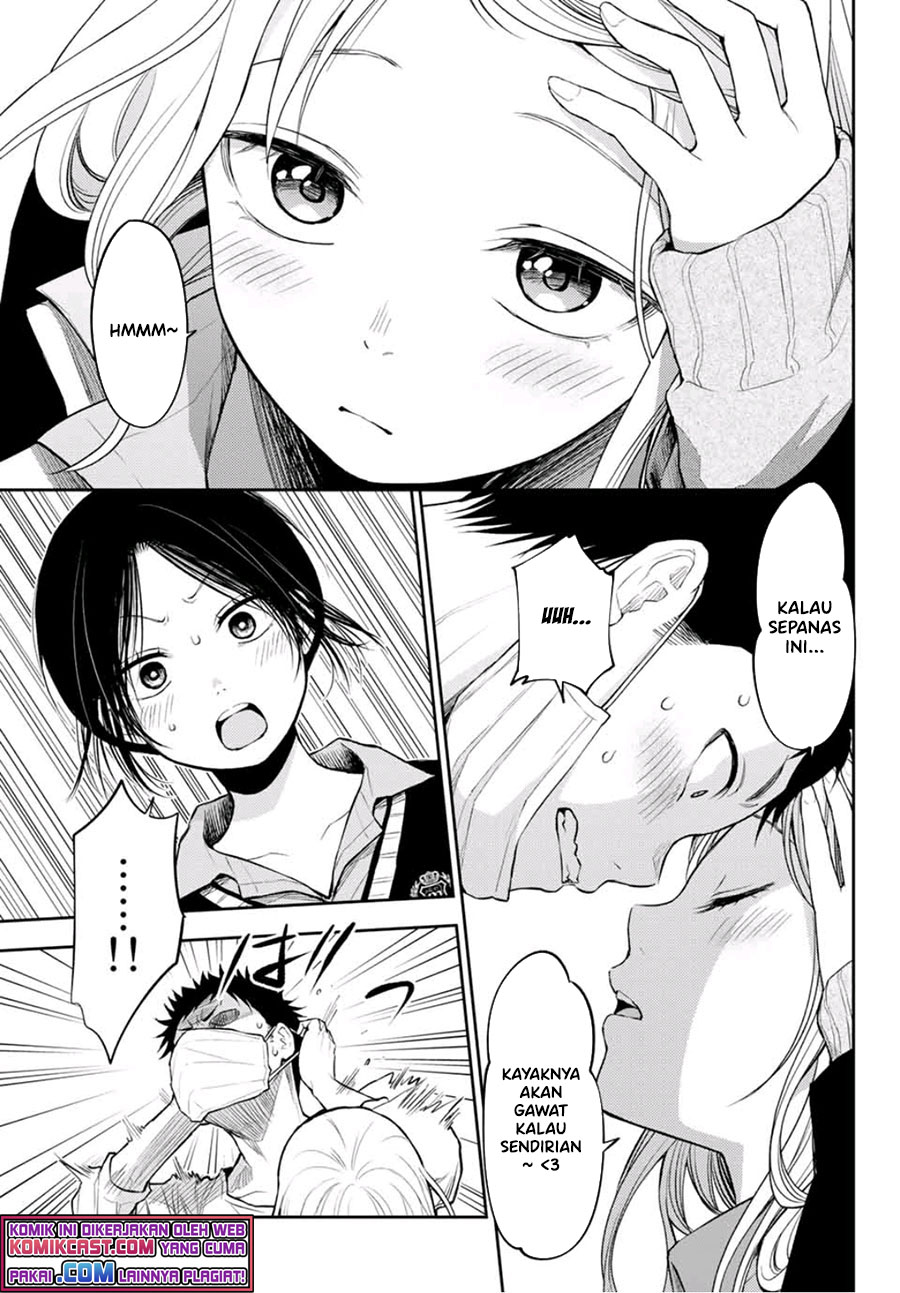 HMMM~
KALAU
SEPANAS
INI...
UUH...
KAYAKNYA
AKAN
GAWAT
KALAU
SENDIRIAN
~ <3
......!!
ばっ
KOMIK INI DIKERJAKAN OLEH WEB
KOMIKCAST.COM YANG CUMA
PAKAI .COM LAINNYA PLAGIAT!